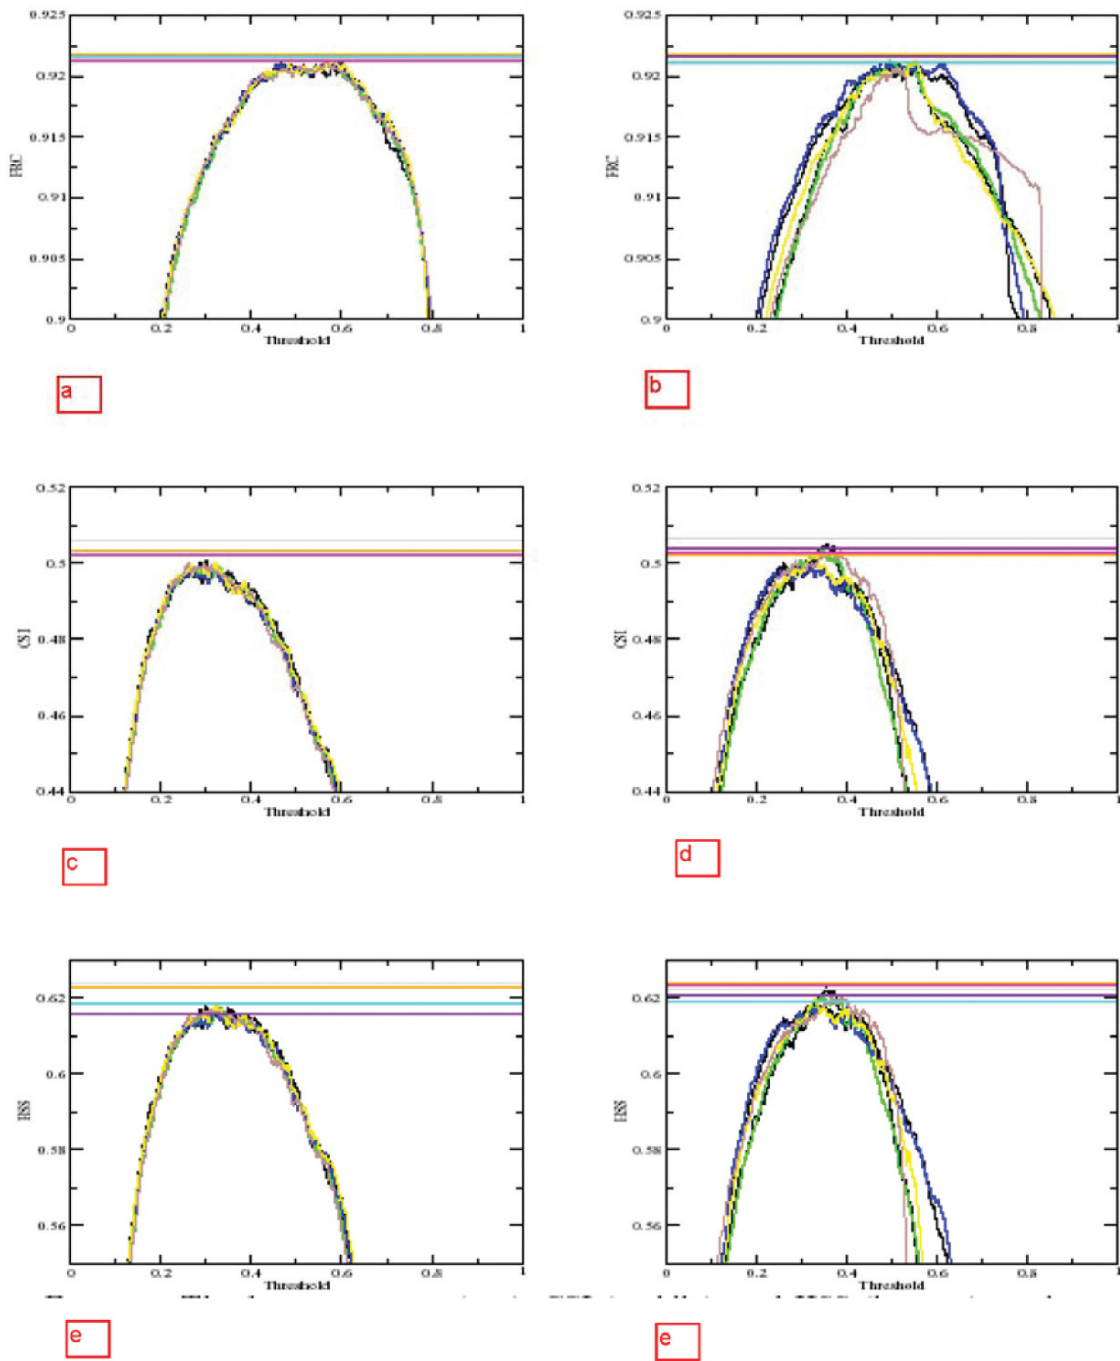 0.925 0.925
0.92 0.92
0.915 0.915
FRC FRC
0.91 0.91
0.905 0.905
0.9 0.9
0 0.2 0.4 0.6 0.8 1 0 0.2 0.4 0.6 0.8 1
Threshold Threshold
a b
0.52 0.52
0.5 0.5
CSI CSI
0.48 0.48
0.46 0.46
0.44 0.44
0 0.2 0.4 0.6 0.8 1 0 0.2 0.4 0.6 0.8 1
Threshold Threshold
c d
0.62 0.62
0.6 0.6
HSS HSS
0.58 0.58
0.56 0.56
0 0.2 0.4 0.6 0.8 1 0 0.2 0.4 0.6 0.8 1
Threshold Threshold
e e